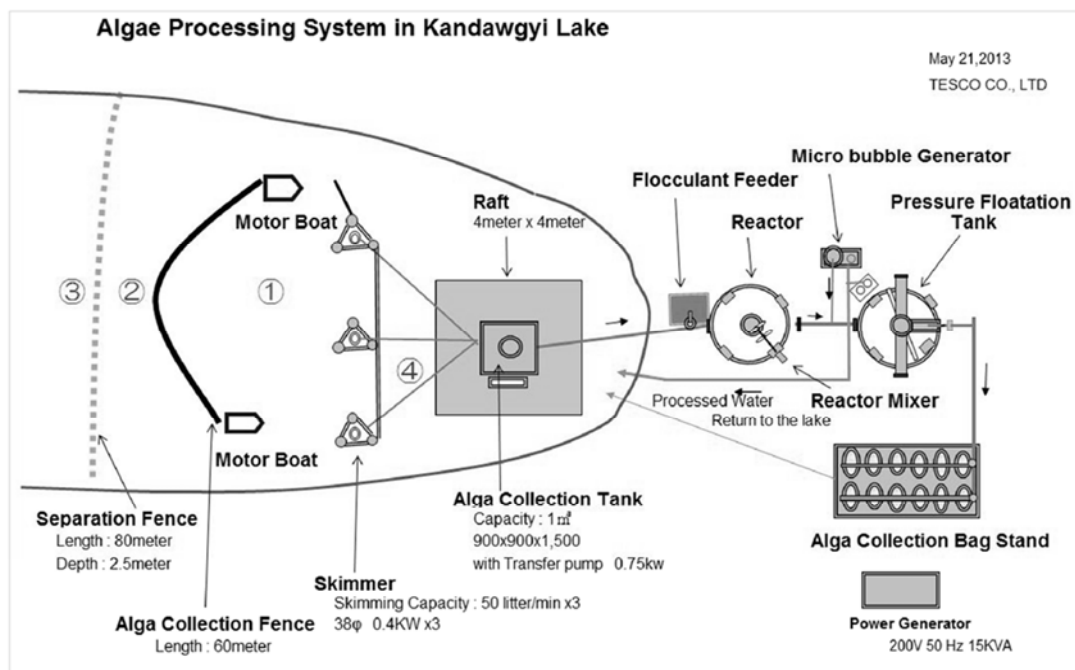 Algae Processing System in Kandawgyi Lake
May 21,2013
TESCO CO., LTD
Micro bubble Generator
Flocculant Feeder
Reactor
Pressure Floatation
Tank
Raft
4meter x 4meter
Motor Boat
③
②
①
④
Processed Water
Return to the lake
Reactor Mixer
Motor Boat
Separation Fence
Length : 80meter
Depth : 2.5meter
Alga Collection Fence
Length : 60meter
Skimmer
Skimming Capacity : 50 litter/min x3
38φ 0.4KW x3
Alga Collection Tank
Capacity : 1㎥
900x900x1,500
with Transfer pump 0.75kw
Alga Collection Bag Stand
Power Generator
200V 50 Hz 15KVA